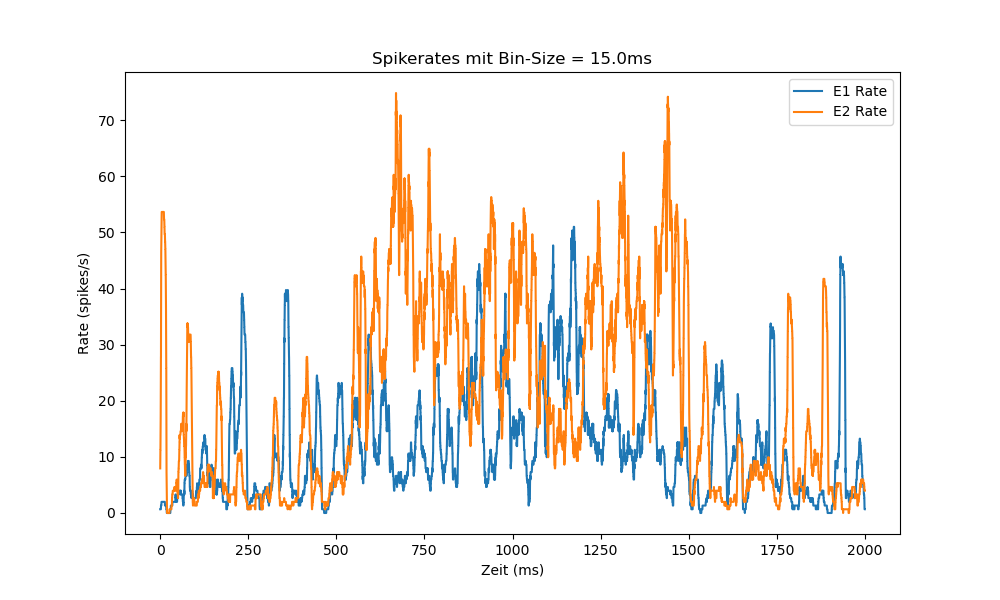 Spikerates mit Bin-Size = 15.0ms
E1 Rate
E2 Rate
Rate (spikes/s)
70
60
50
40
30
20
10
0
0 250 500 750 1000 1250 1500 1750 2000
Zeit (ms)